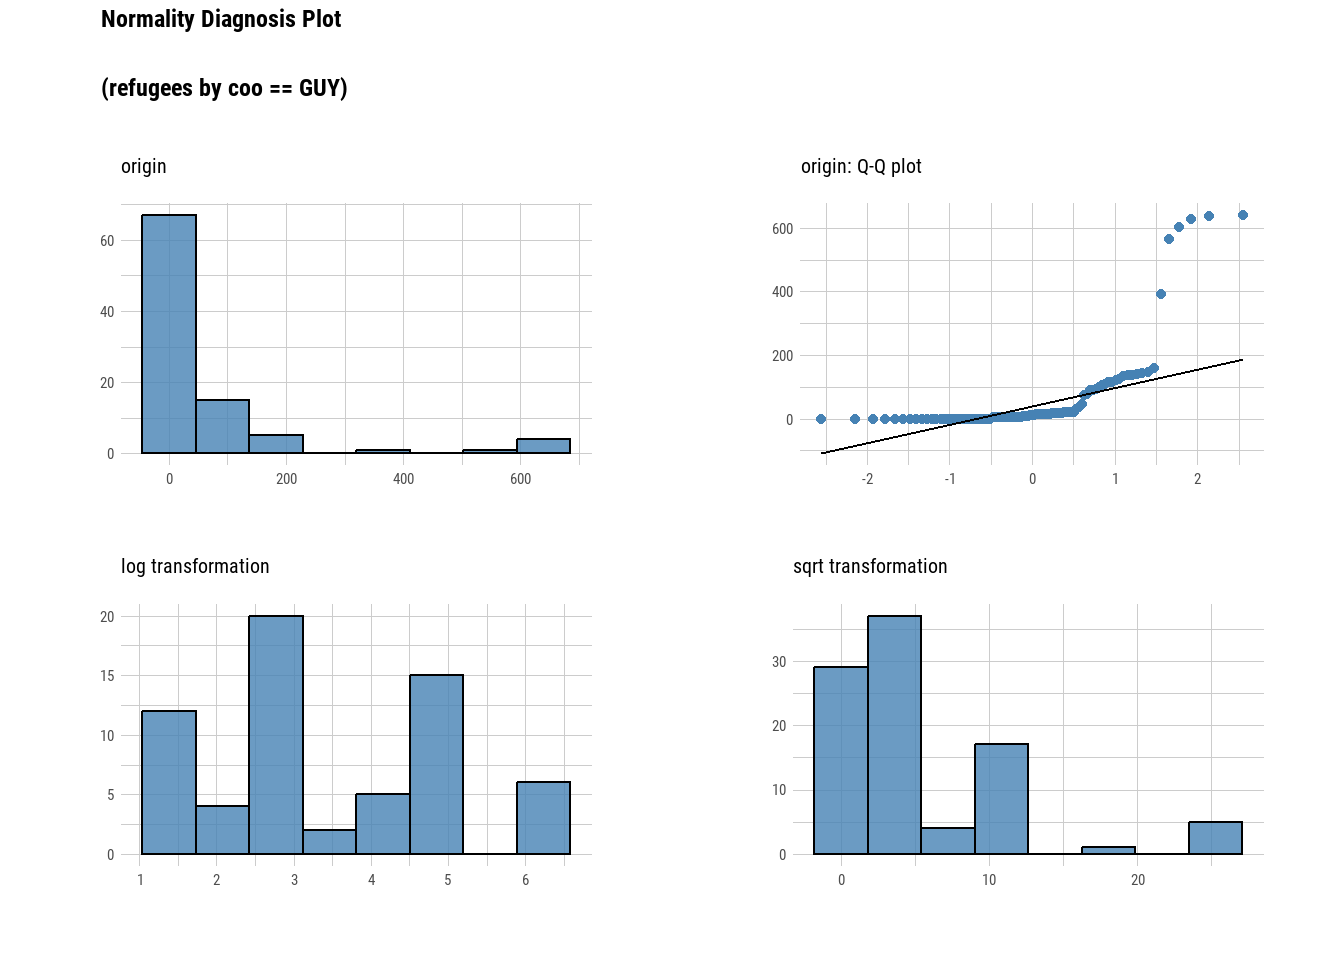 Normality Diagnosis Plot
(refugees by coo == GUY)
origin
60
40
20
0
0 200 400 600
origin: Q-Q plot
600
400
200
0
-2 -1 0 1 2
log transformation
20
15
10
5
0
1 2 3 4 5 6
sqrt transformation
30
20
10
0
0 10 20